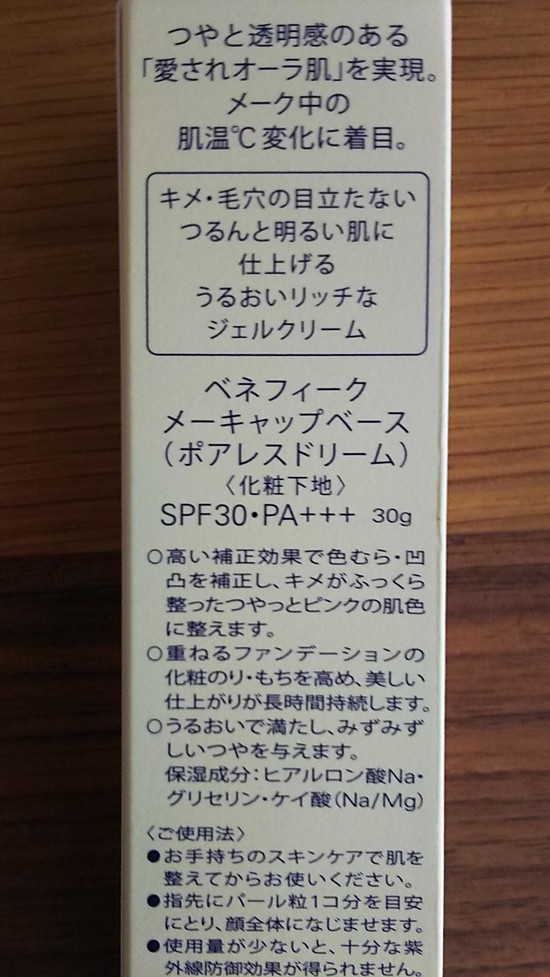 つやと透明感のある
「愛されオーラ肌」を実現。
メーク中の
肌温℃変化に着目。
キメ・毛穴の目立たない
つるんと明るい肌に
仕上げる
うるおいリッチな
ジェルクリーム
ベネフィーク
メーキャップベース
(ポアレスドリーム)
〈化粧下地〉
SPF30・PA+++ 30g
○高い補正効果で色むら・凹
凸を補正し、キメがふっくら
整ったつやっとピンクの肌色
に整えます。
○重ねるファンデーションの
化粧のり・もちを高め、美しい
仕上がりが長時間持続します。
○うるおいで満たし、みずみず
しいつやを与えます。
保湿成分:ヒアルロン酸Na・
グリセリン・ケイ酸(Na/Mg)
〈ご使用法〉
●お手持ちのスキンケアで肌を
整えてからお使いください。
●指先にパール粒1コ分を目安
にとり、顔全体になじませます。
●使用量が少ないと、十分な紫
外線防御効果が得られません。